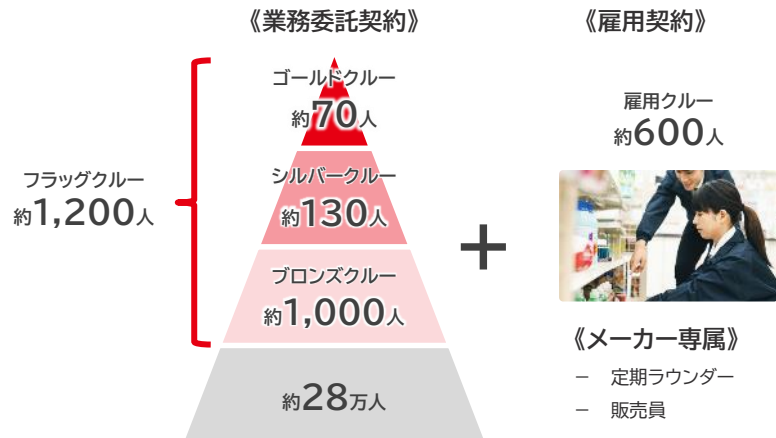 《業務委託契約》
ゴールドクルー
約70人
シルバークルー
約130人
ブロンズクルー
約1,000人
約28万人
フラッグクルー
約1,200人
+
《雇用契約》
雇用クルー
約600人
《メーカー専属》
－ 定期ラウンダー
－ 販売員